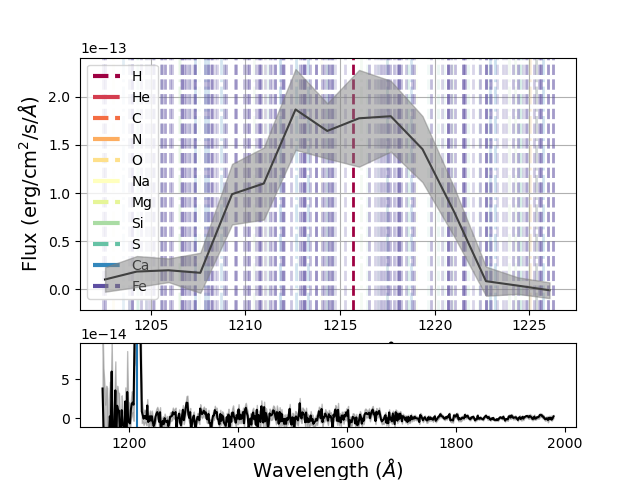 1e−13
Flux (erg/cm²/s/Å)
2.0
1.5
1.0
0.5
0.0
H
He
C
N
O
Na
Mg
Si
S
Ca
Fe
1205 1210 1215 1220 1225
1e−14
5
0
1200 1400 1600 1800 2000
Wavelength (Å)